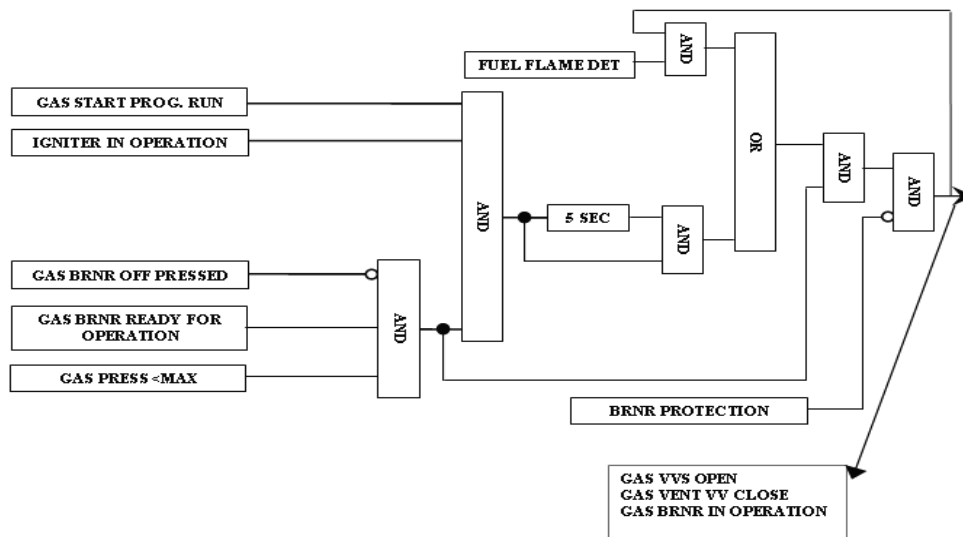 FUEL FLAME DET
AND
GAS START PROG. RUN
IGNITER IN OPERATION
OR
AND
AND
AND
5 SEC
AND
GAS BRNR OFF PRESSED
GAS BRNR READY FOR
OPERATION
AND
GAS PRESS <MAX
BRNR PROTECTION
GAS VVS OPEN
GAS VENT VV CLOSE
GAS BRNR IN OPERATION